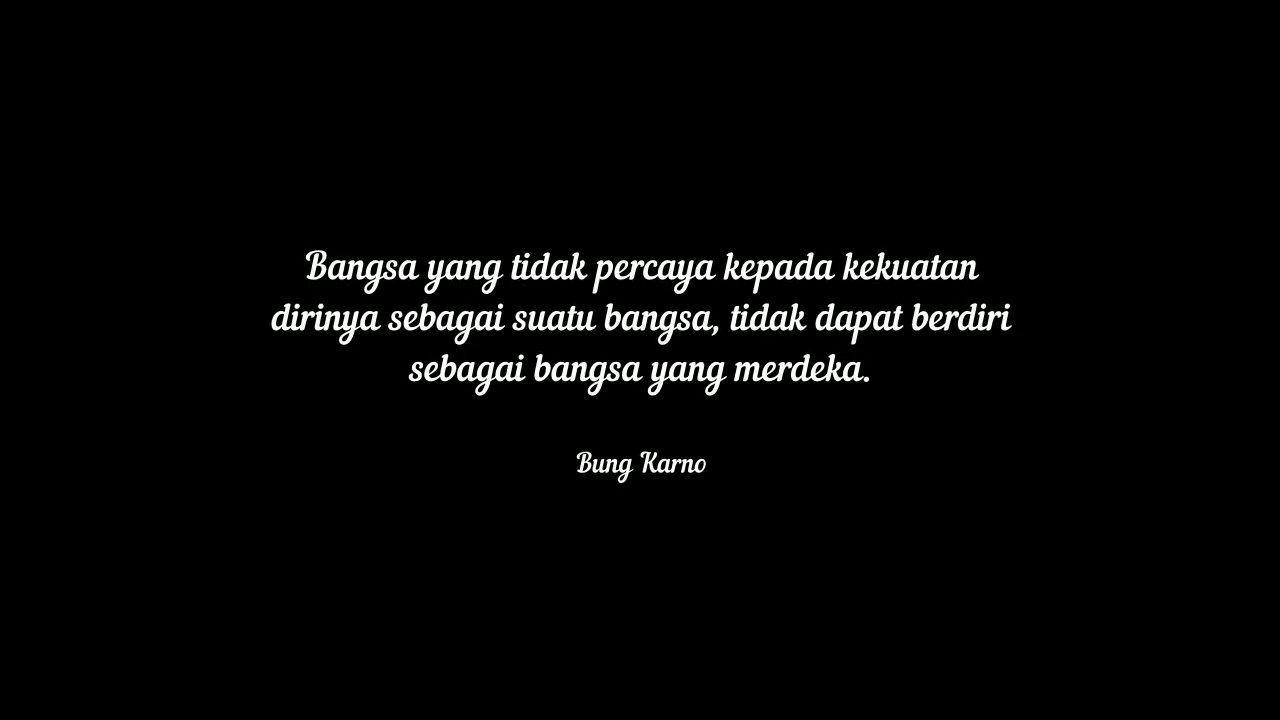 Bangsa yang tidak percaya kepada kekuatan
dirinya sebagai suatu bangsa, tidak dapat berdiri
sebagai bangsa yang merdeka.
Bung Karno